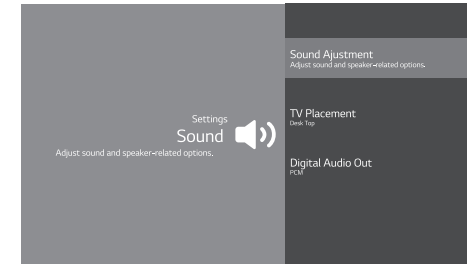 Settings
Sound
Adjust sound and speaker-related options.
Sound Ajustment
Adjust sound and speaker-related options.
TV Placement
Desk Top
Digital Audio Out
PCM